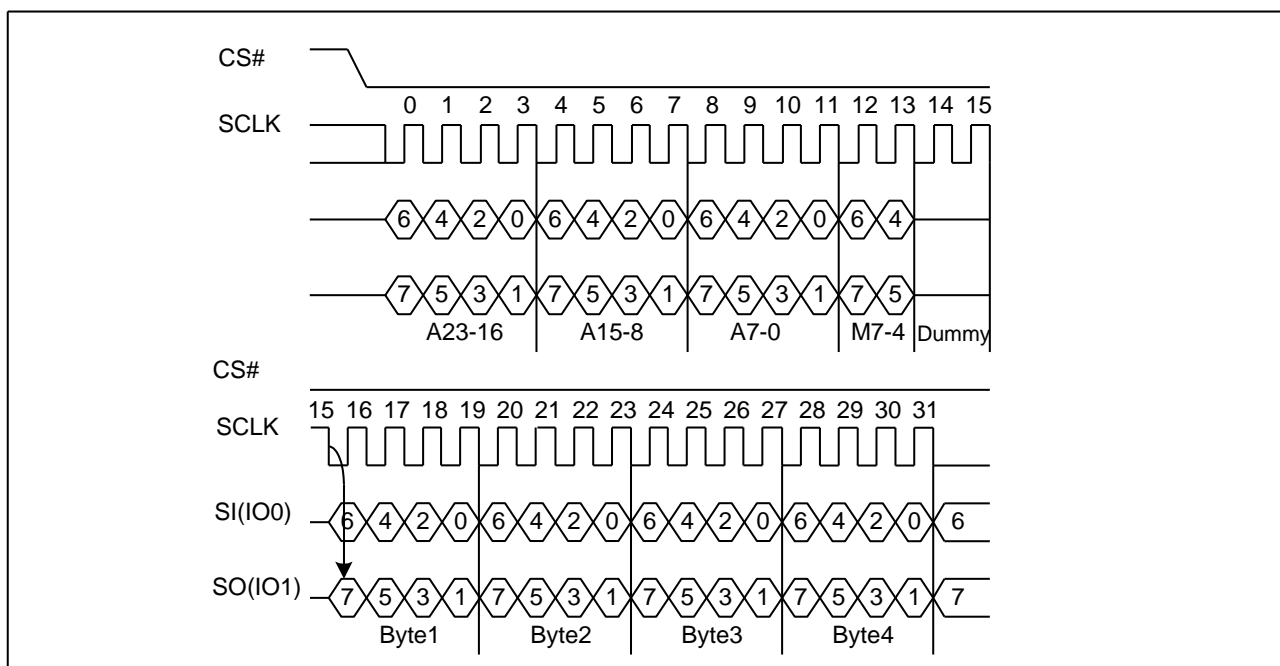 CS#
0 1 2 3 4 5 6 7 8 9 10 11 12 13 14 15
SCLK
6 4 2 0 6 4 2 0 6 4 2 0 6 4
7 5 3 1 7 5 3 1 7 5 3 1 7 5
A23-16 A15-8 A7-0 M7-4 Dummy
CS#
15 16 17 18 19 20 21 22 23 24 25 26 27 28 29 30 31
SCLK
SI(IO0) 6 4 2 0 6 4 2 0 6 4 2 0 6 4 2 0 6
SO(IO1) 7 5 3 1 7 5 3 1 7 5 3 1 7 5 3 1 7
Byte1 Byte2 Byte3 Byte4